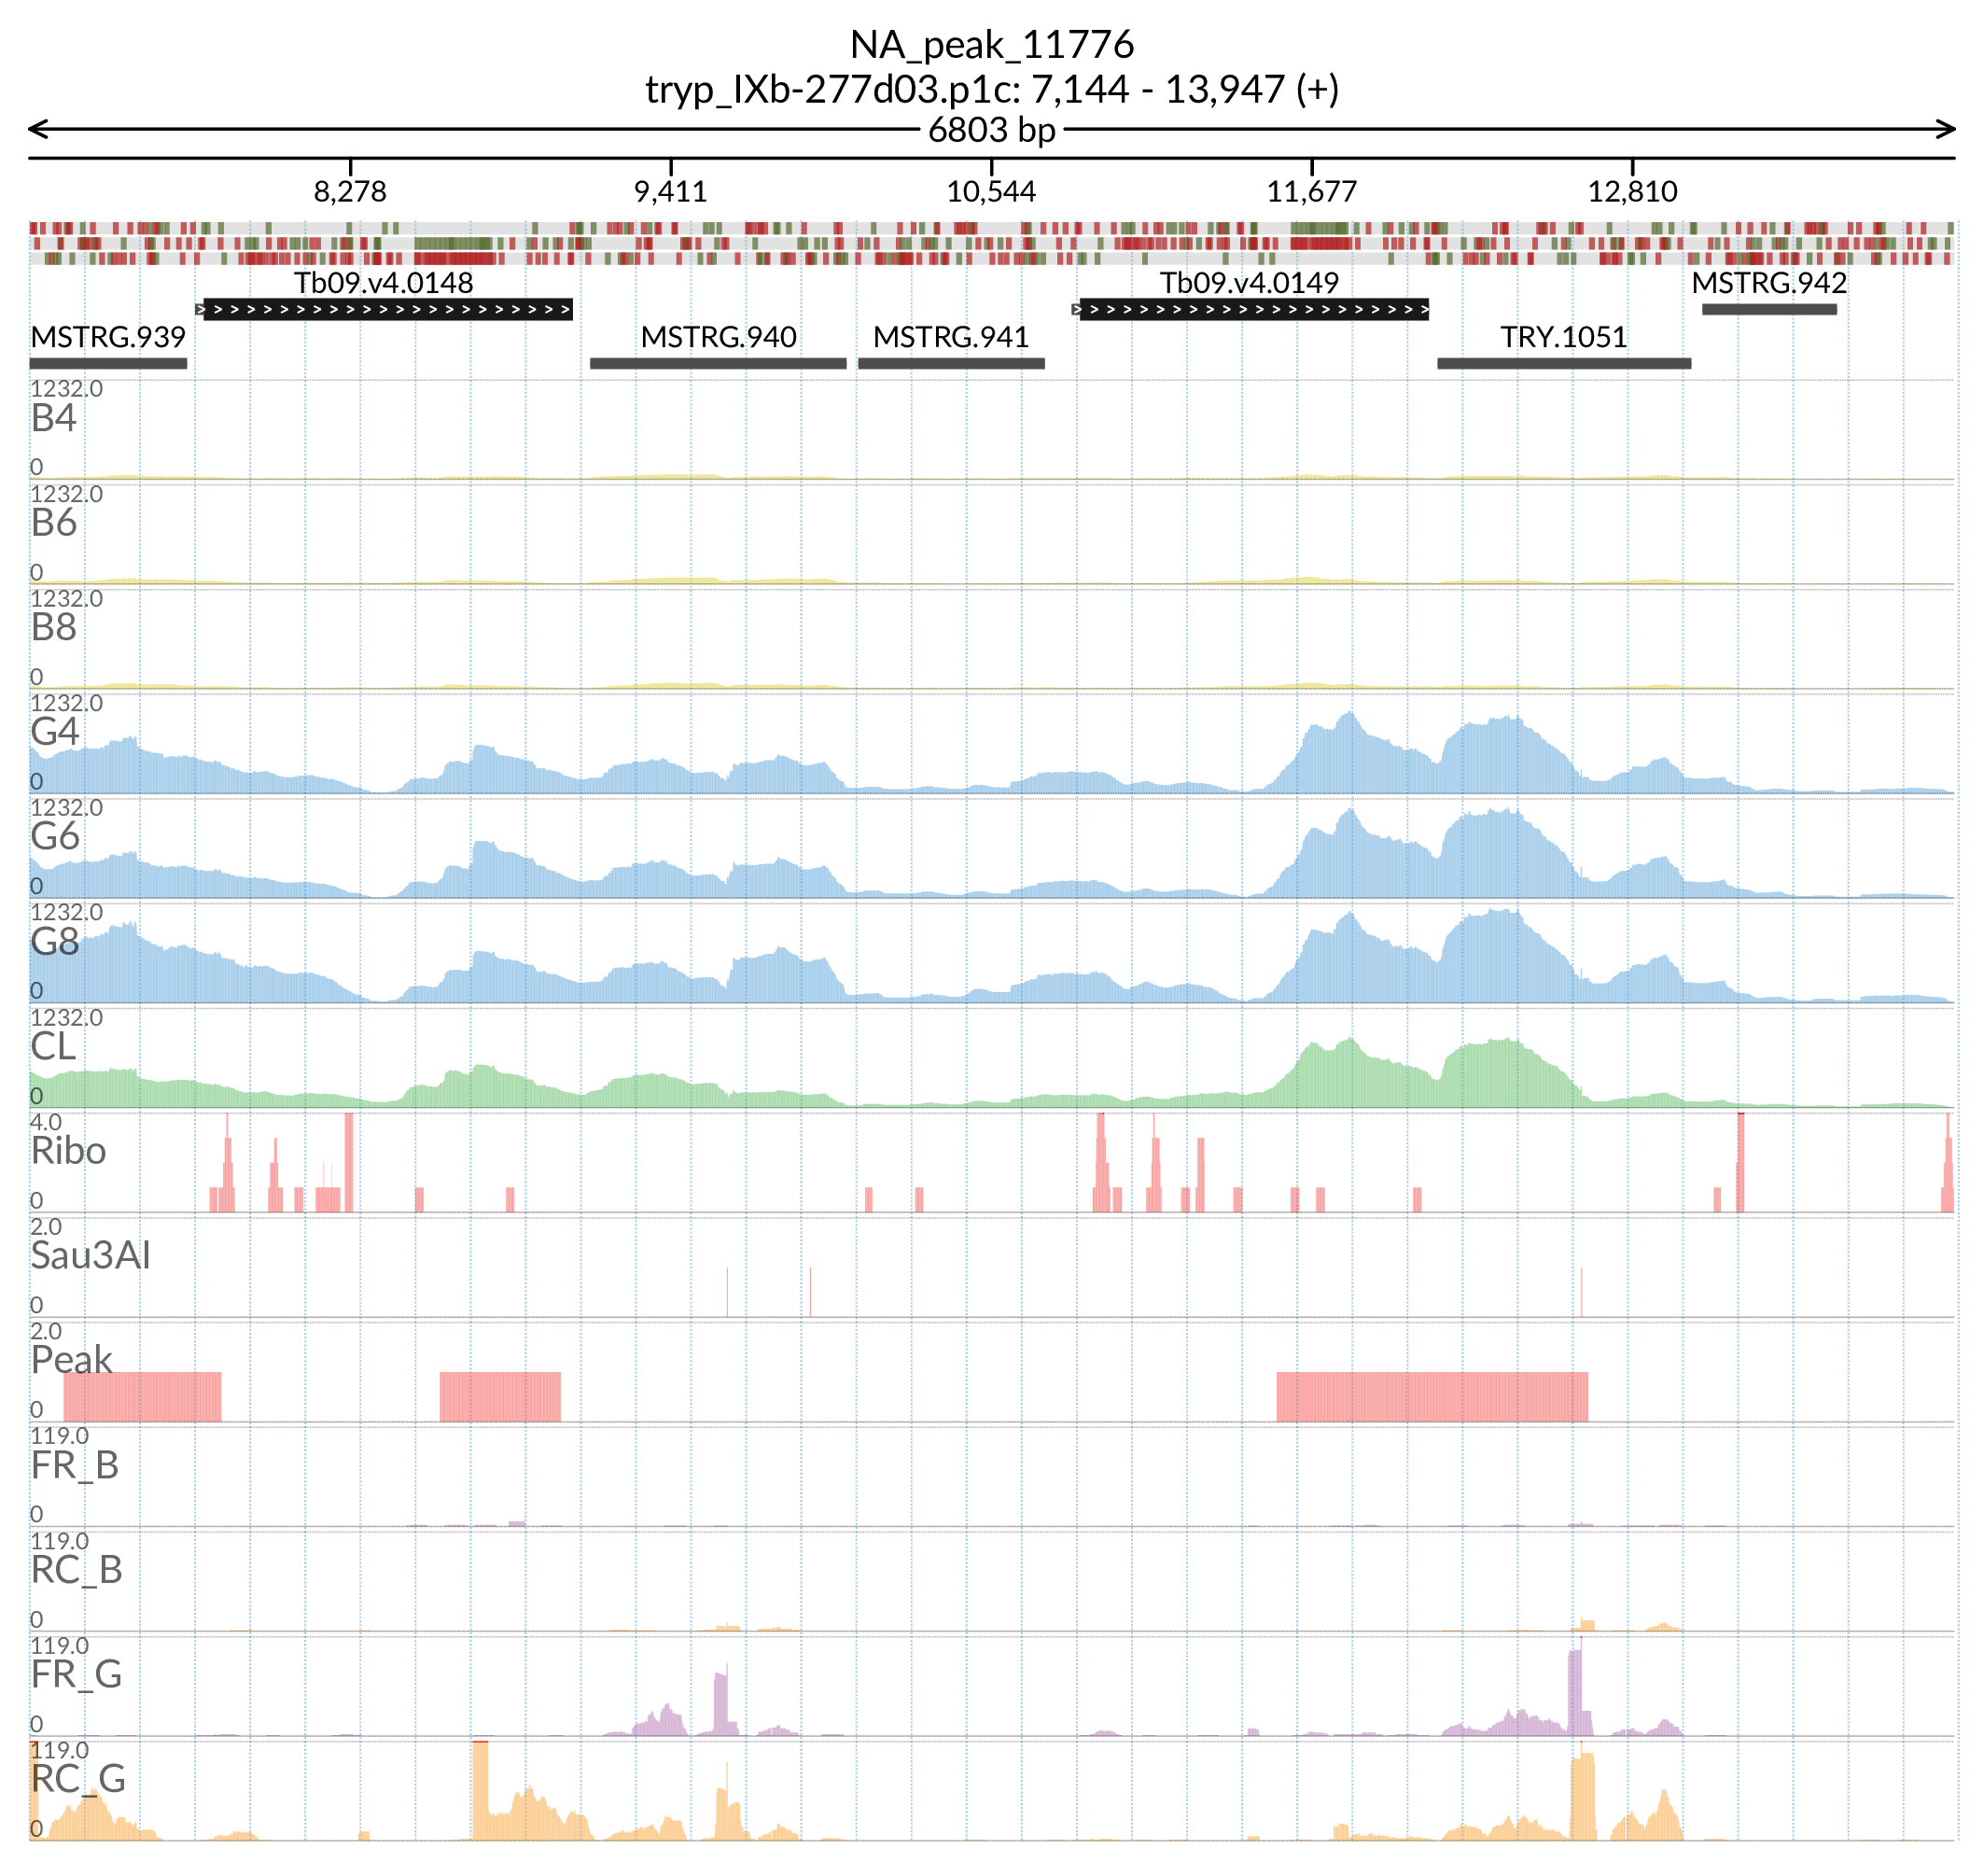 NA_peak_11776
tryp_IXb-277d03.p1c: 7,144 - 13,947 (+)
6803 bp
8,278 9,411 10,544 11,677 12,810
Tb09.v4.0148 Tb09.v4.0149 MSTRG.942
MSTRG.939 MSTRG.940 MSTRG.941 TRY.1051
1232.0
B4
0
1232.0
B6
0
1232.0
B8
0
1232.0
G4
0
1232.0
G6
0
1232.0
G8
0
1232.0
CL
0
4.0
Ribo
0
2.0
Sau3AI
0
2.0
Peak
0
119.0
FR_B
0
119.0
RC_B
0
119.0
FR_G
0
119.0
RC_G
0